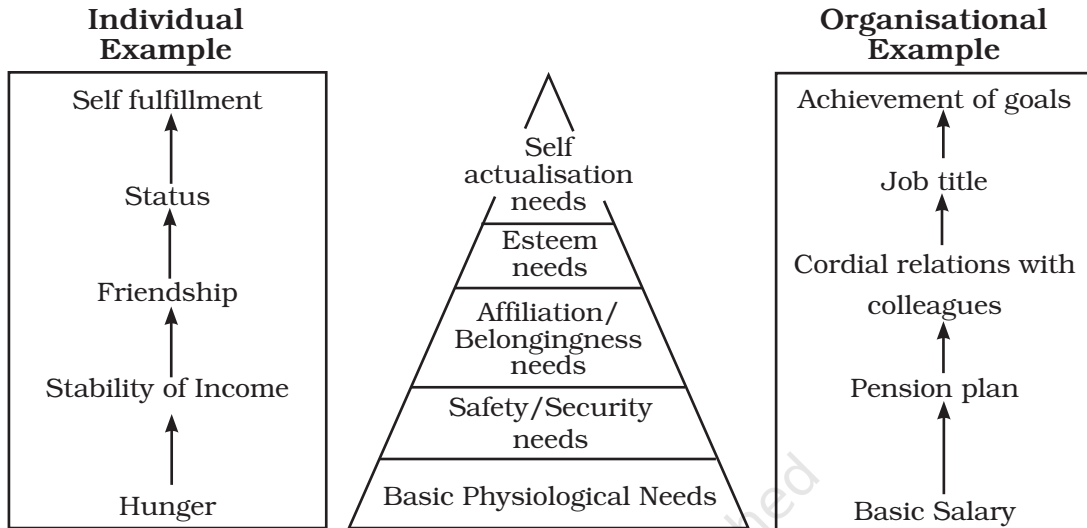 Individual
Example
Self fulfillment
Status
Friendship
Stability of Income
Hunger
Self
actualisation
needs
Esteem
needs
Affiliation/
Belongingness
needs
Safety/Security
needs
Basic Physiological Needs
Organisational
Example
Achievement of goals
Job title
Cordial relations with
colleagues
Pension plan
Basic Salary